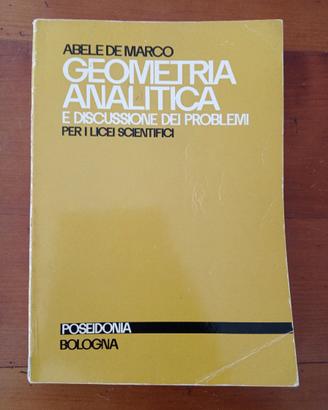 ABELE DE MARCO
GEOMETRIA
ANALITICA
E DISCUSSIONE DEI PROBLEMI
PER I LICEI SCIENTIFICI
POSEIDONIA
BOLOGNA